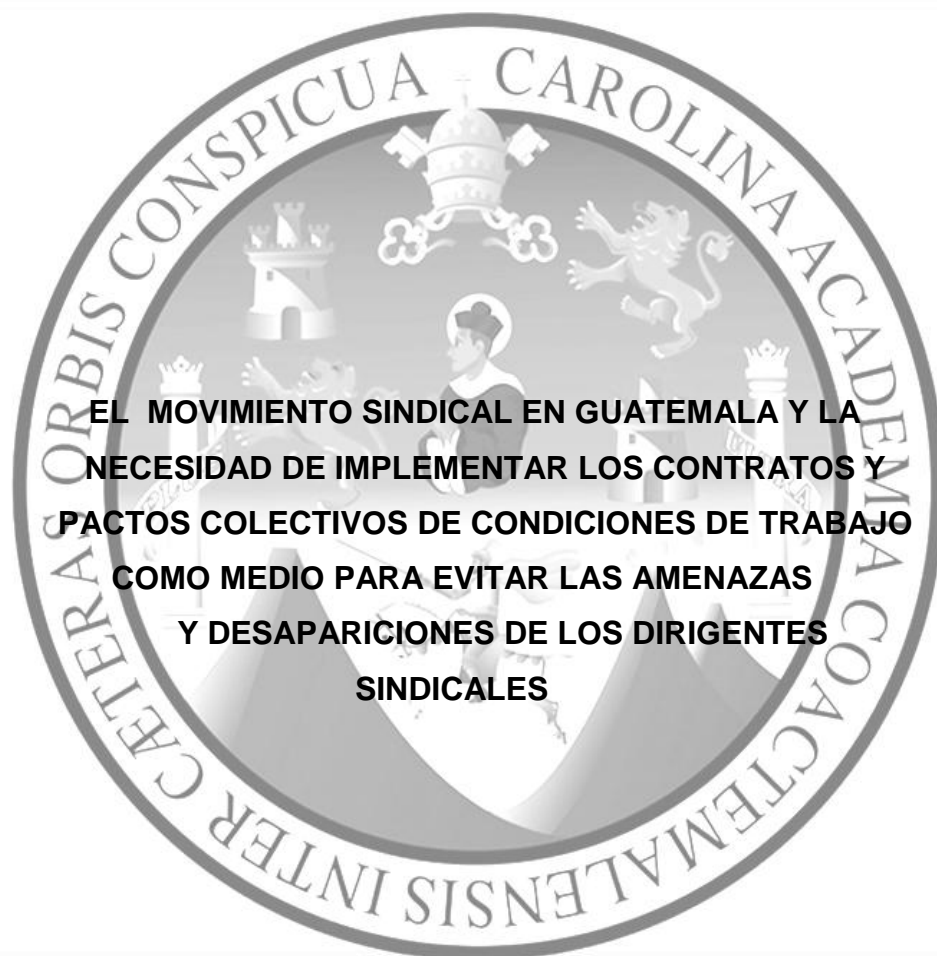 CAROLINA ACADEMIA COACTEMALENSIS INTER CÆTERAS ORBIS CONSPICUA
EL MOVIMIENTO SINDICAL EN GUATEMALA Y LA
NECESIDAD DE IMPLEMENTAR LOS CONTRATOS Y
PACTOS COLECTIVOS DE CONDICIONES DE TRABAJO
COMO MEDIO PARA EVITAR LAS AMENAZAS
Y DESAPARICIONES DE LOS DIRIGENTES
SINDICALES